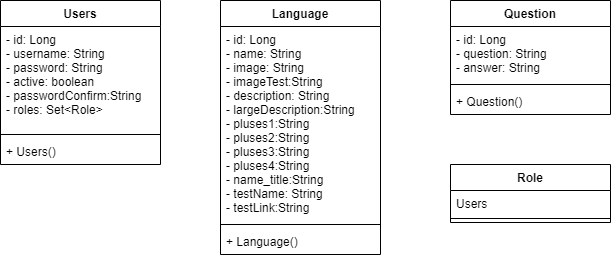 Users
- id: Long
- username: String
- password: String
- active: boolean
- passwordConfirm:String
- roles: Set<Role>
+ Users()
Language
- id: Long
- name: String
- image: String
- imageTest:String
- description: String
- largeDescription:String
- pluses1:String
- pluses2:String
- pluses3:String
- pluses4:String
- name_title:String
- testName: String
- testLink:String
+ Language()
Question
- id: Long
- question: String
- answer: String
+ Question()
Role
Users